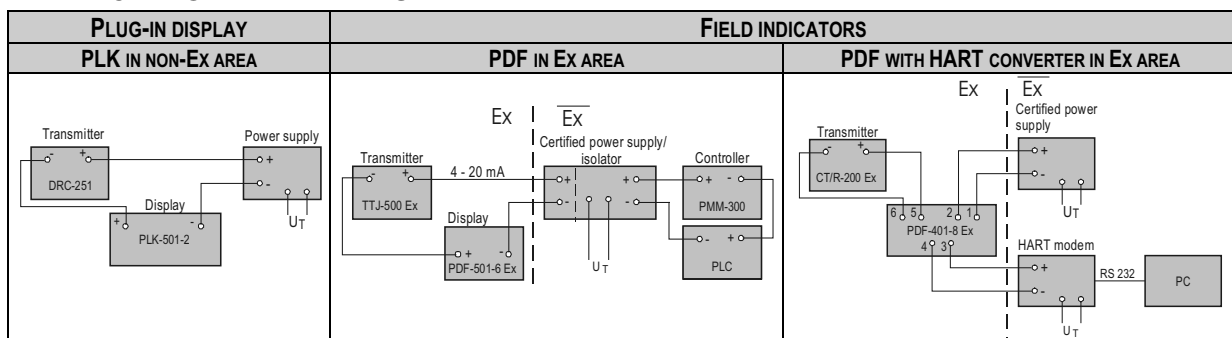 PLUG-IN DISPLAY
FIELD INDICATORS
PLK IN NON-EX AREA
PDF IN EX AREA
PDF WITH HART CONVERTER IN EX AREA
Transmitter
- +
DRC-251
Power supply
+
-
UT
Display
+ -
PLK-501-2
Ex
Ex
Transmitter
- +
TTJ-500 Ex
4 - 20 mA
Display
+ -
PDF-501-6 Ex
Certified power supply/
isolator
+ +
- -
UT
Controller
+ -
PMM-300
- +
PLC
Ex
Ex
Transmitter
- +
CT/R-200 Ex
Certified power
supply
+
-
UT
6 5 2 1
PDF-401-8 Ex
4 3
HART modem
+
-
UT
RS 232
PC